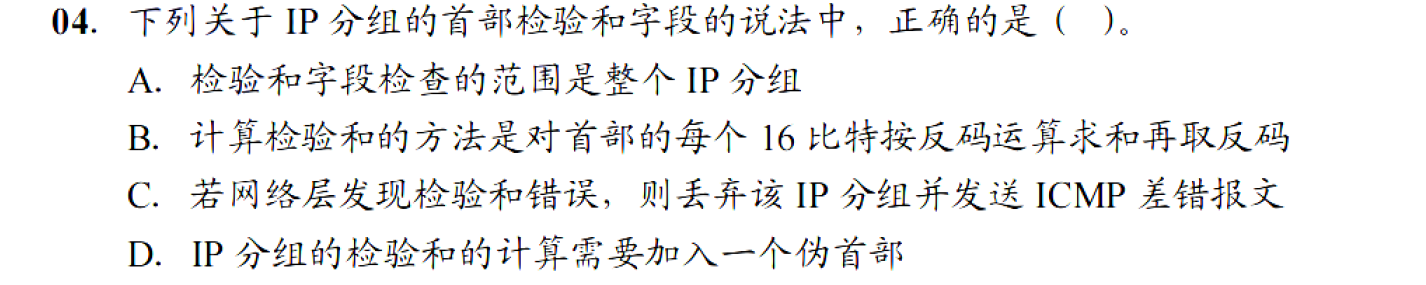 04. 下列关于 IP 分组的首部检验和字段的说法中，正确的是（ ）。
A. 检验和字段检查的范围是整个 IP 分组
B. 计算检验和的方法是对首部的每个 16 比特按反码运算求和再取反码
C. 若网络层发现检验和错误，则丢弃该 IP 分组并发送 ICMP 差错报文
D. IP 分组的检验和的计算需要加入一个伪首部